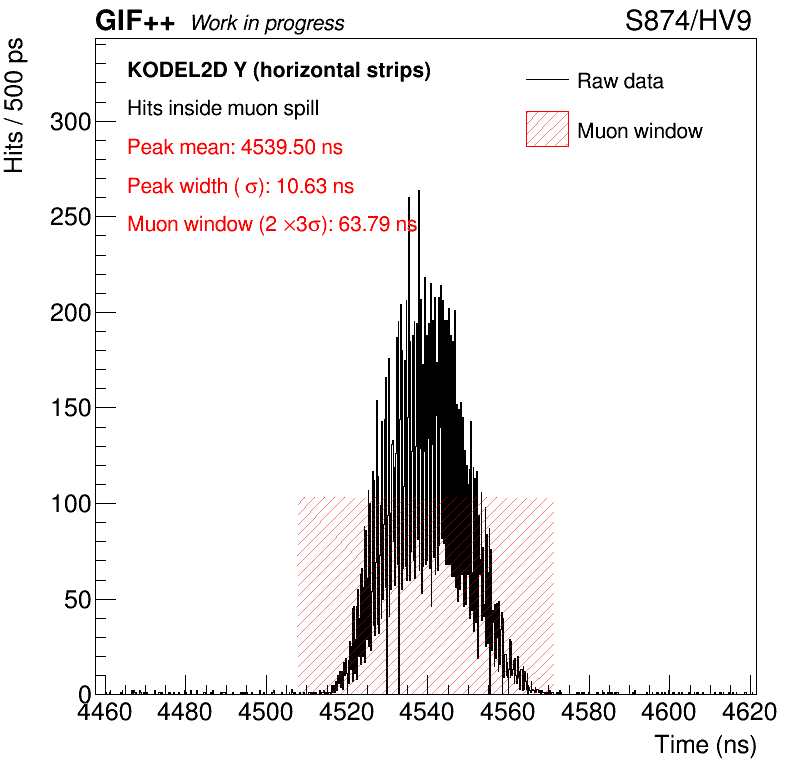 GIF++ Work in progress S874/HV9
Hits / 500 ps
KODEL2D Y (horizontal strips)
Hits inside muon spill
Peak mean: 4539.50 ns
Peak width ( σ): 10.63 ns
Muon window (2 ×3σ): 63.79 ns
Raw data
Muon window
300
250
200
150
100
50
0
4460 4480 4500 4520 4540 4560 4580 4600 4620
Time (ns)